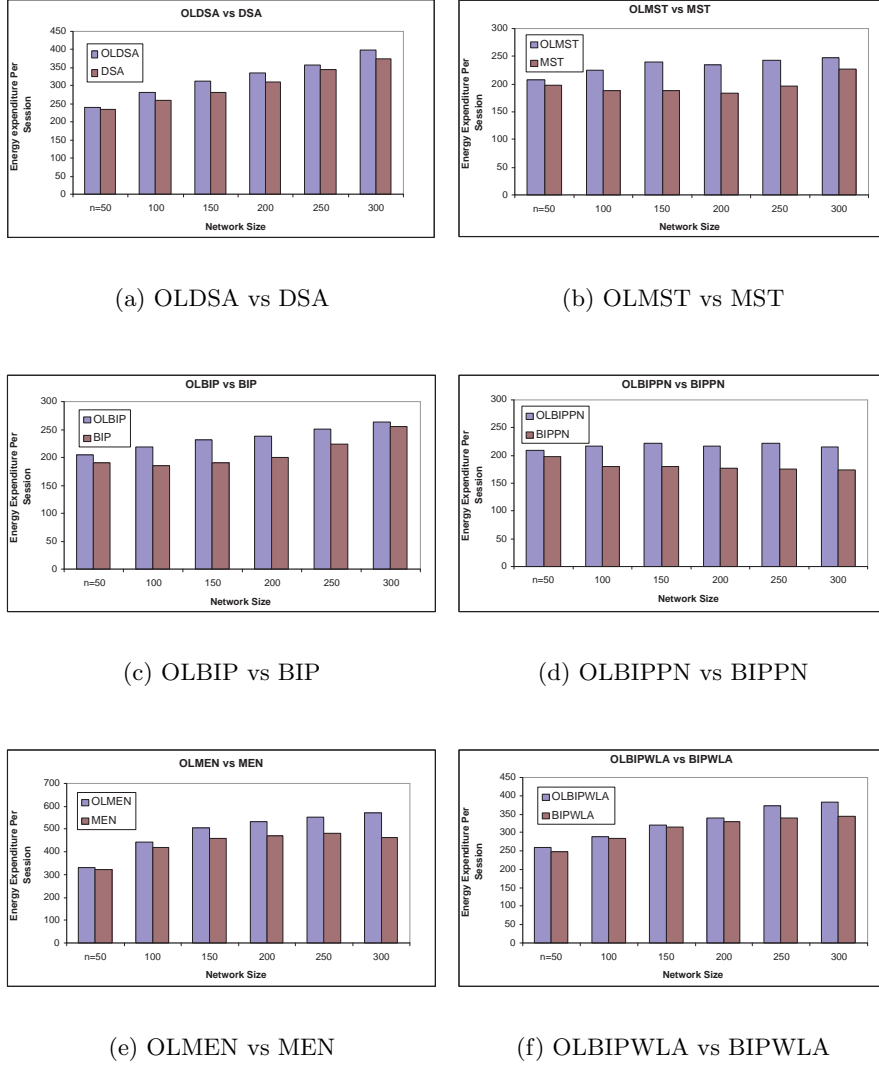 OLDSA vs DSA
Energy expenditure Per Session
450
400
350
300
250
200
150
100
50
0
OLDSA
DSA
n=50 100 150 200 250 300
Network Size
(a) OLDSA vs DSA
OLMST vs MST
Energy Expenditure Per Session
300
250
200
150
100
50
0
OLMST
MST
n=50 100 150 200 250 300
Network Size
(b) OLMST vs MST
OLBIP vs BIP
Energy Expenditure Per Session
300
250
200
150
100
50
0
OLBIP
BIP
n=50 100 150 200 250 300
Network Size
(c) OLBIP vs BIP
OLBIPPN vs BIPPN
Energy Expenditure Per Session
300
250
200
150
100
50
0
OLBIPPN
BIPPN
n=50 100 150 200 250 300
Network Size
(d) OLBIPPN vs BIPPN
OLMEN vs MEN
Energy Expenditure Per Session
700
600
500
400
300
200
100
0
OLMEN
MEN
n=50 100 150 200 250 300
Network Size
(e) OLMEN vs MEN
OLBIPWLA vs BIPWLA
Energy Expenditure Per Session
450
400
350
300
250
200
150
100
50
0
OLBIPWLA
BIPWLA
n=50 100 150 200 250 300
Network Size
(f) OLBIPWLA vs BIPWLA